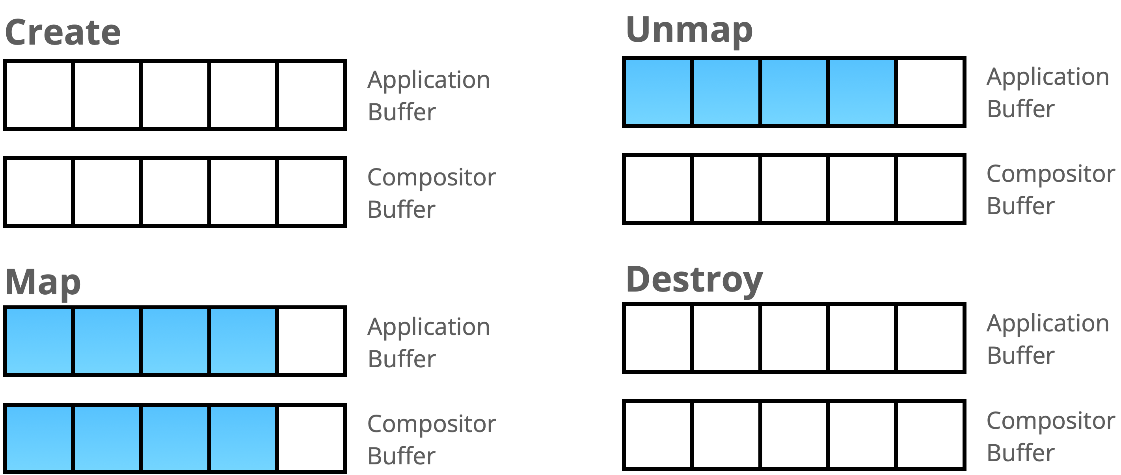 Create
Application
Buffer
Compositor
Buffer
Unmap
Application
Buffer
Compositor
Buffer
Map
Application
Buffer
Compositor
Buffer
Destroy
Application
Buffer
Compositor
Buffer